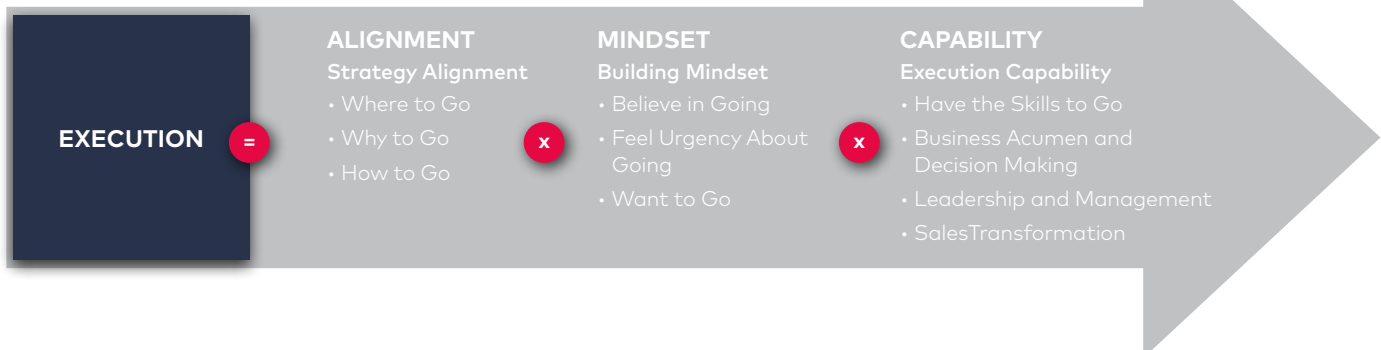 EXECUTION
=
ALIGNMENT
Strategy Alignment
• Where to Go
• Why to Go
• How to Go
x
MINDSET
Building Mindset
• Believe in Going
• Feel Urgency About
Going
• Want to Go
x
CAPABILITY
Execution Capability
• Have the Skills to Go
• Business Acumen and
Decision Making
• Leadership and Management
• SalesTransformation